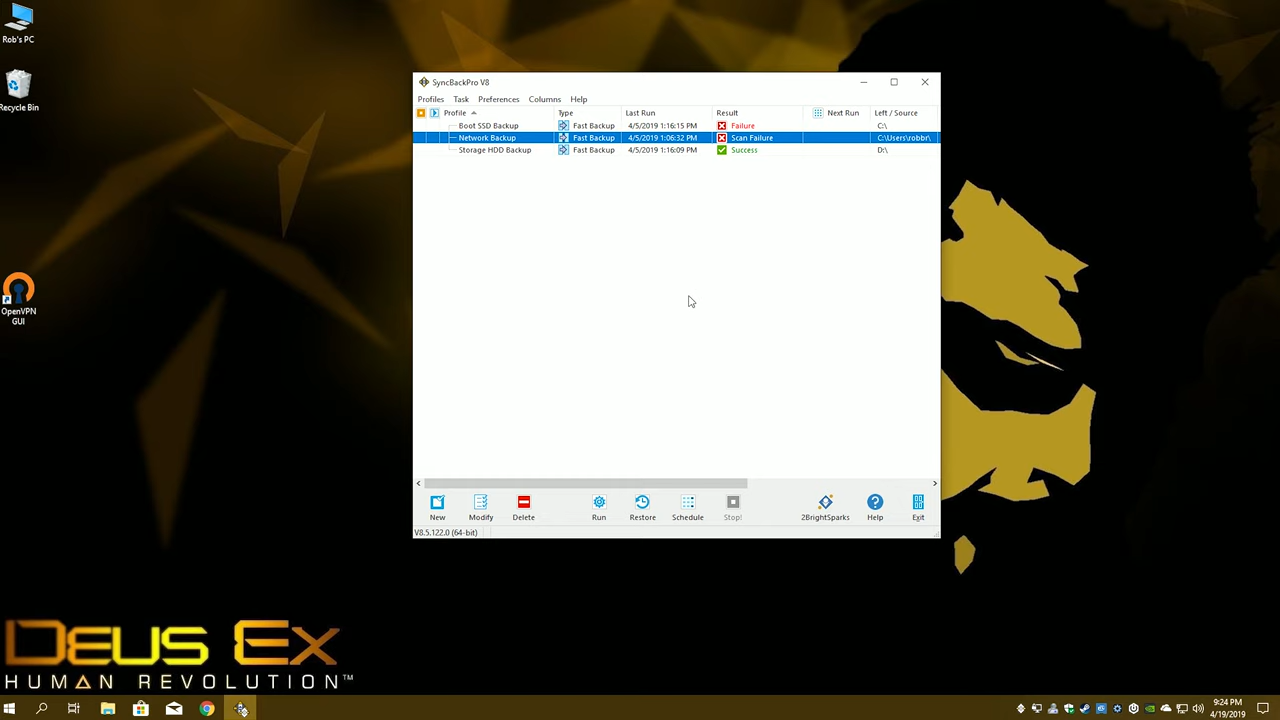 Rob's PC
Recycle Bin
OpenVPN
GUI
SyncBackPro V8
Profiles Task Preferences Columns Help
Profile Type Last Run Result Next Run Left / Source
Boot SSD Backup Fast Backup 4/5/2019 1:16:15 PM Failure C:\
Network Backup Fast Backup 4/5/2019 1:06:32 PM Scan Failure C:\Users\robbr\
Storage HDD Backup Fast Backup 4/5/2019 1:16:09 PM Success D:\
New Modify Delete Run Restore Schedule Stop! 2BrightSparks Help Exit
V8.5.122.0 (64-bit)
DEUS EX
HUMAN REVOLUTION™
9:24 PM
4/19/2019